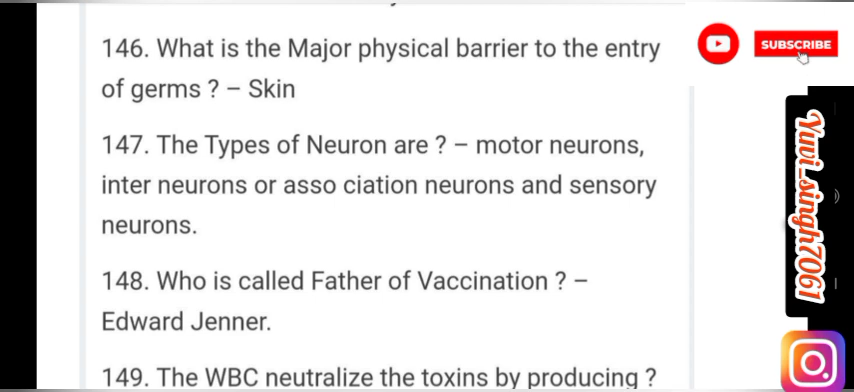 146. What is the Major physical barrier to the entry
of germs ? – Skin
147. The Types of Neuron are ? – motor neurons,
inter neurons or asso ciation neurons and sensory
neurons.
148. Who is called Father of Vaccination ? –
Edward Jenner.
149. The WBC neutralize the toxins by producing ?
SUBSCRIBE
Yuvi_singh7061